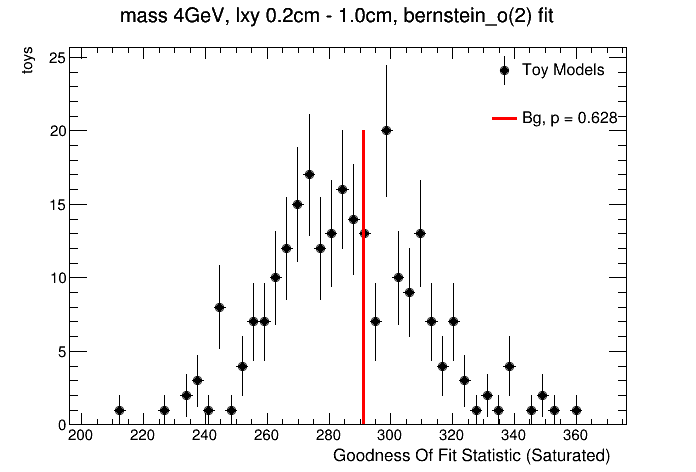 mass 4GeV, lxy 0.2cm - 1.0cm, bernstein_o(2) fit
toys
25
20
15
10
5
0
Toy Models
Bg, p = 0.628
200 220 240 260 280 300 320 340 360
Goodness Of Fit Statistic (Saturated)